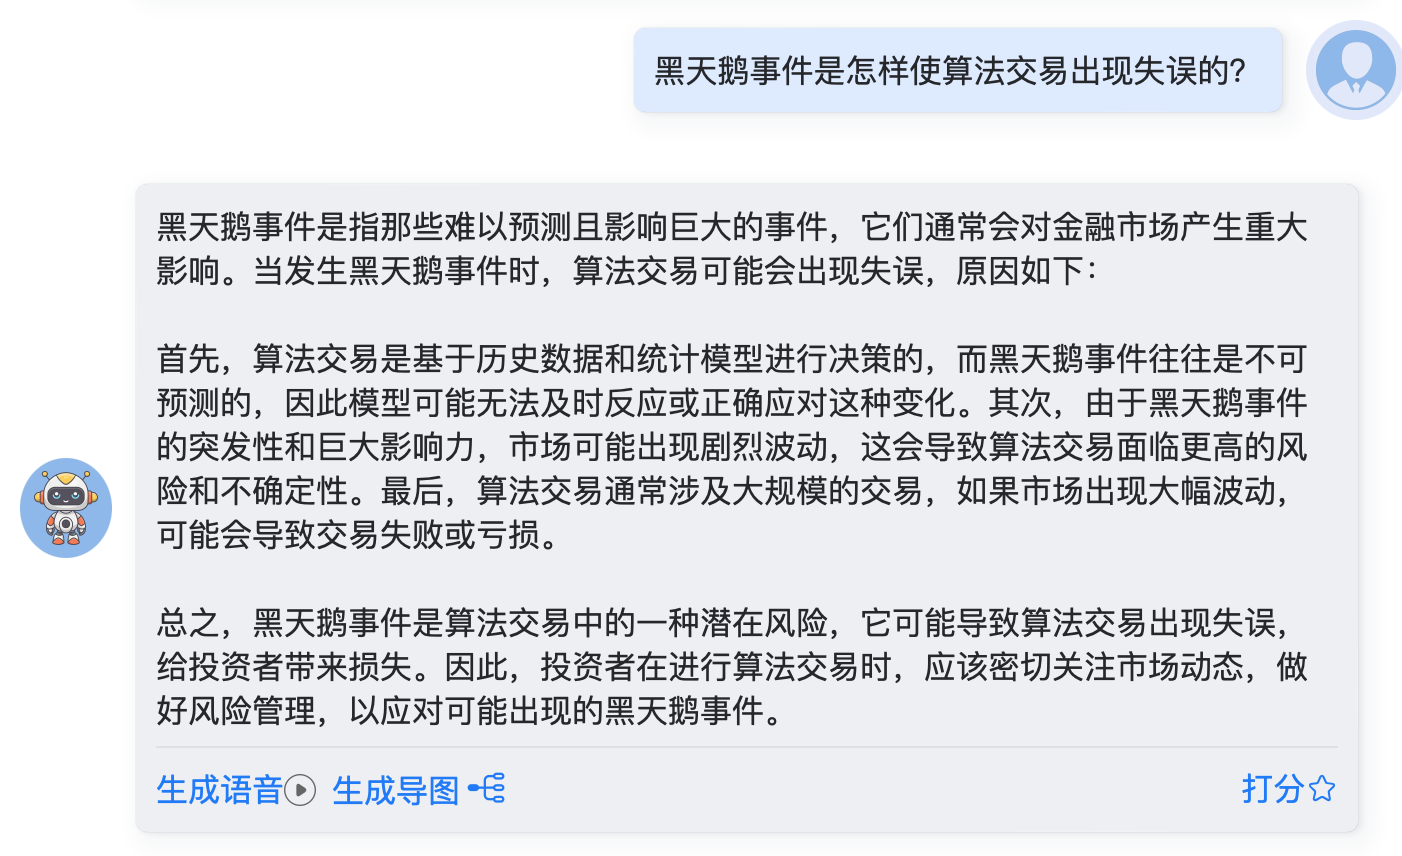 黑天鹅事件是怎样使算法交易出现失误的?
黑天鹅事件是指那些难以预测且影响巨大的事件，它们通常会对金融市场产生重大
影响。当发生黑天鹅事件时，算法交易可能会出现失误，原因如下：
首先，算法交易是基于历史数据和统计模型进行决策的，而黑天鹅事件往往是不可
预测的，因此模型可能无法及时反应或正确应对这种变化。其次，由于黑天鹅事件
的突发性和巨大影响力，市场可能出现剧烈波动，这会导致算法交易面临更高的风
险和不确定性。最后，算法交易通常涉及大规模的交易，如果市场出现大幅波动，
可能会导致交易失败或亏损。
总之，黑天鹅事件是算法交易中的一种潜在风险，它可能导致算法交易出现失误，
给投资者带来损失。因此，投资者在进行算法交易时，应该密切关注市场动态，做
好风险管理，以应对可能出现的黑天鹅事件。
生成语音 生成导图 打分